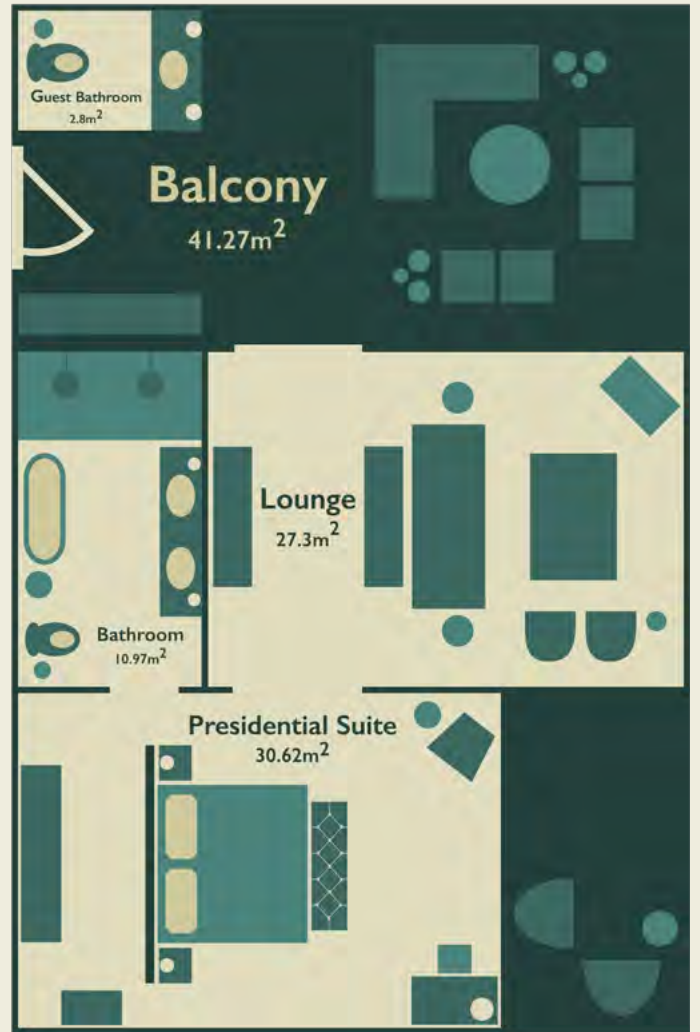 Guest Bathroom
2.8m²
Balcony
41.27m²
Lounge
27.3m²
Bathroom
10.97m²
Presidential Suite
30.62m²